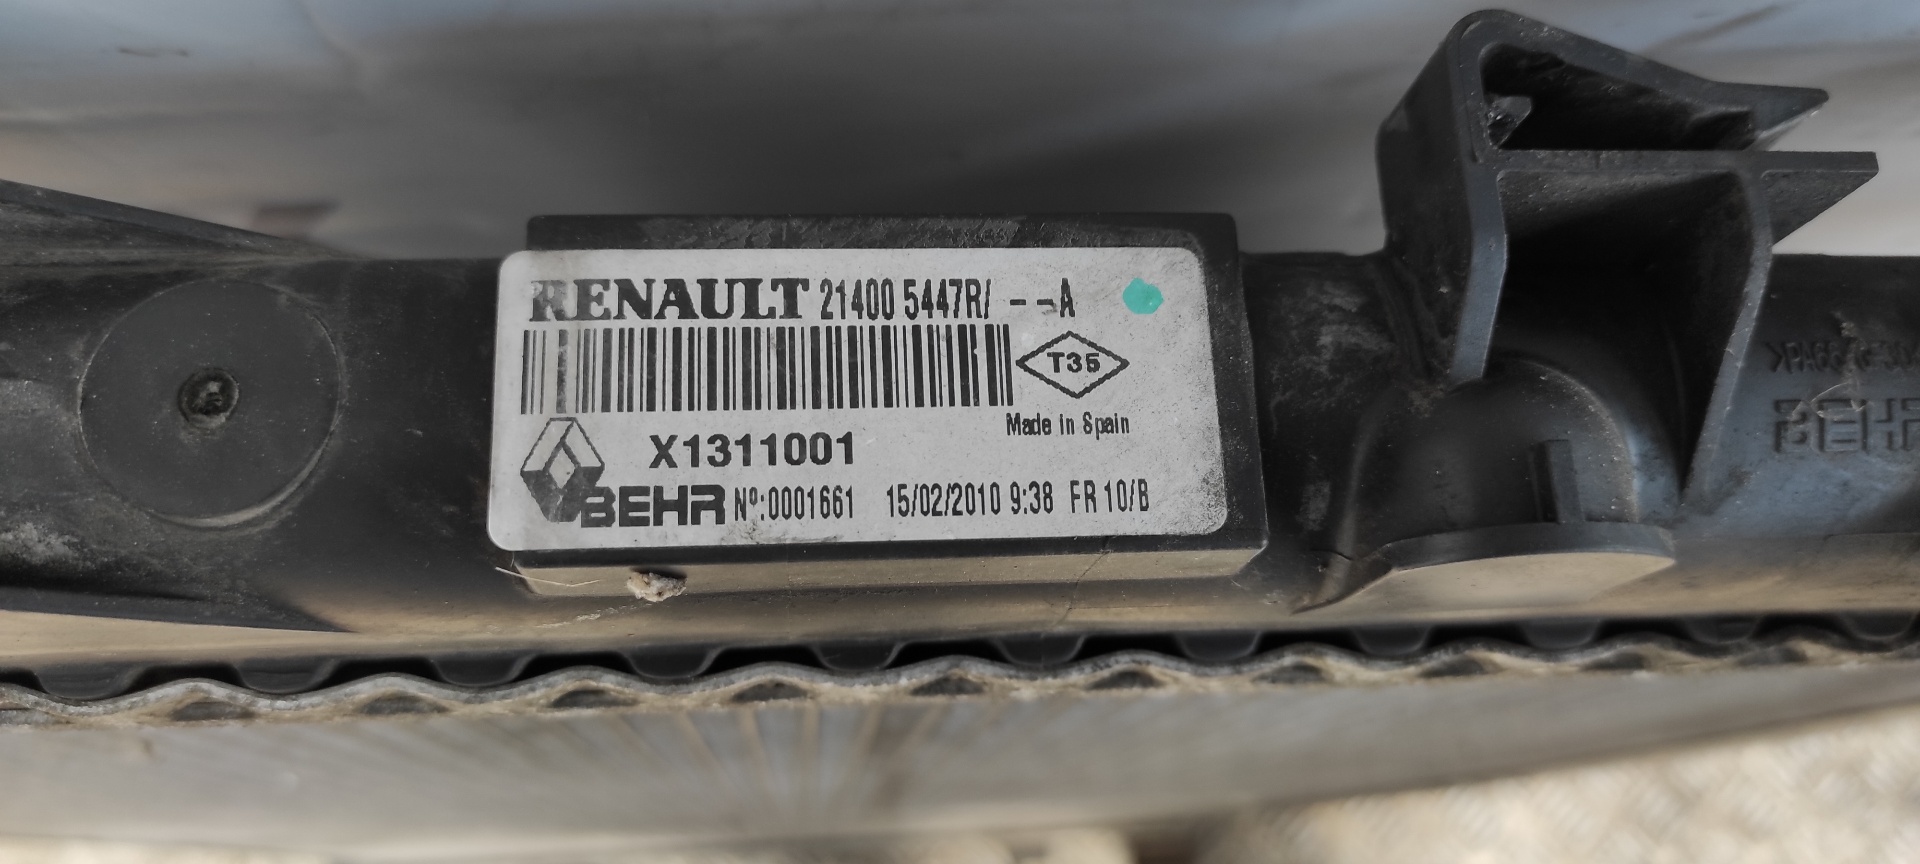 RENAULT 21400 5447R/ - -A
T35
Made in Spain
X1311001
BEHR Nº:0001661 15/02/2010 9:38 FR 10/B
BEHR